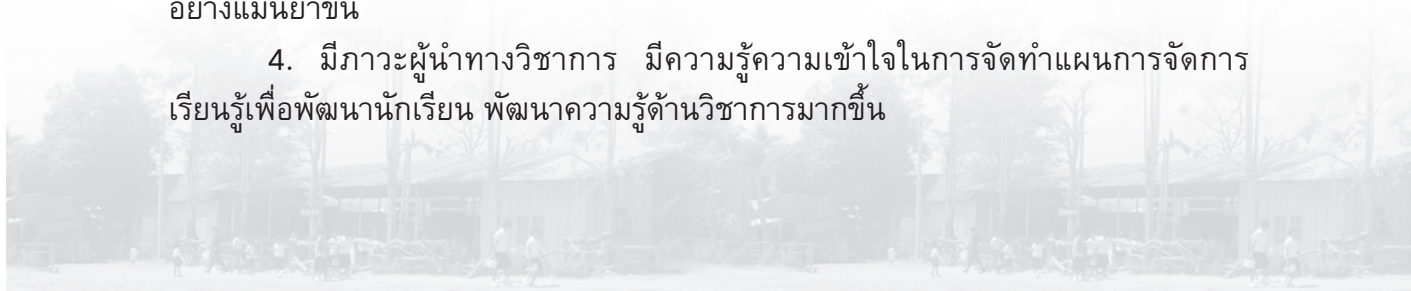 อย่างแม่นยำขึ้น
4. มีภาวะผู้นำทางวิชาการ มีความรู้ความเข้าใจในการจัดทำแผนการจัดการ
เรียนรู้เพื่อพัฒนานักเรียน พัฒนาความรู้ด้านวิชาการมากขึ้น